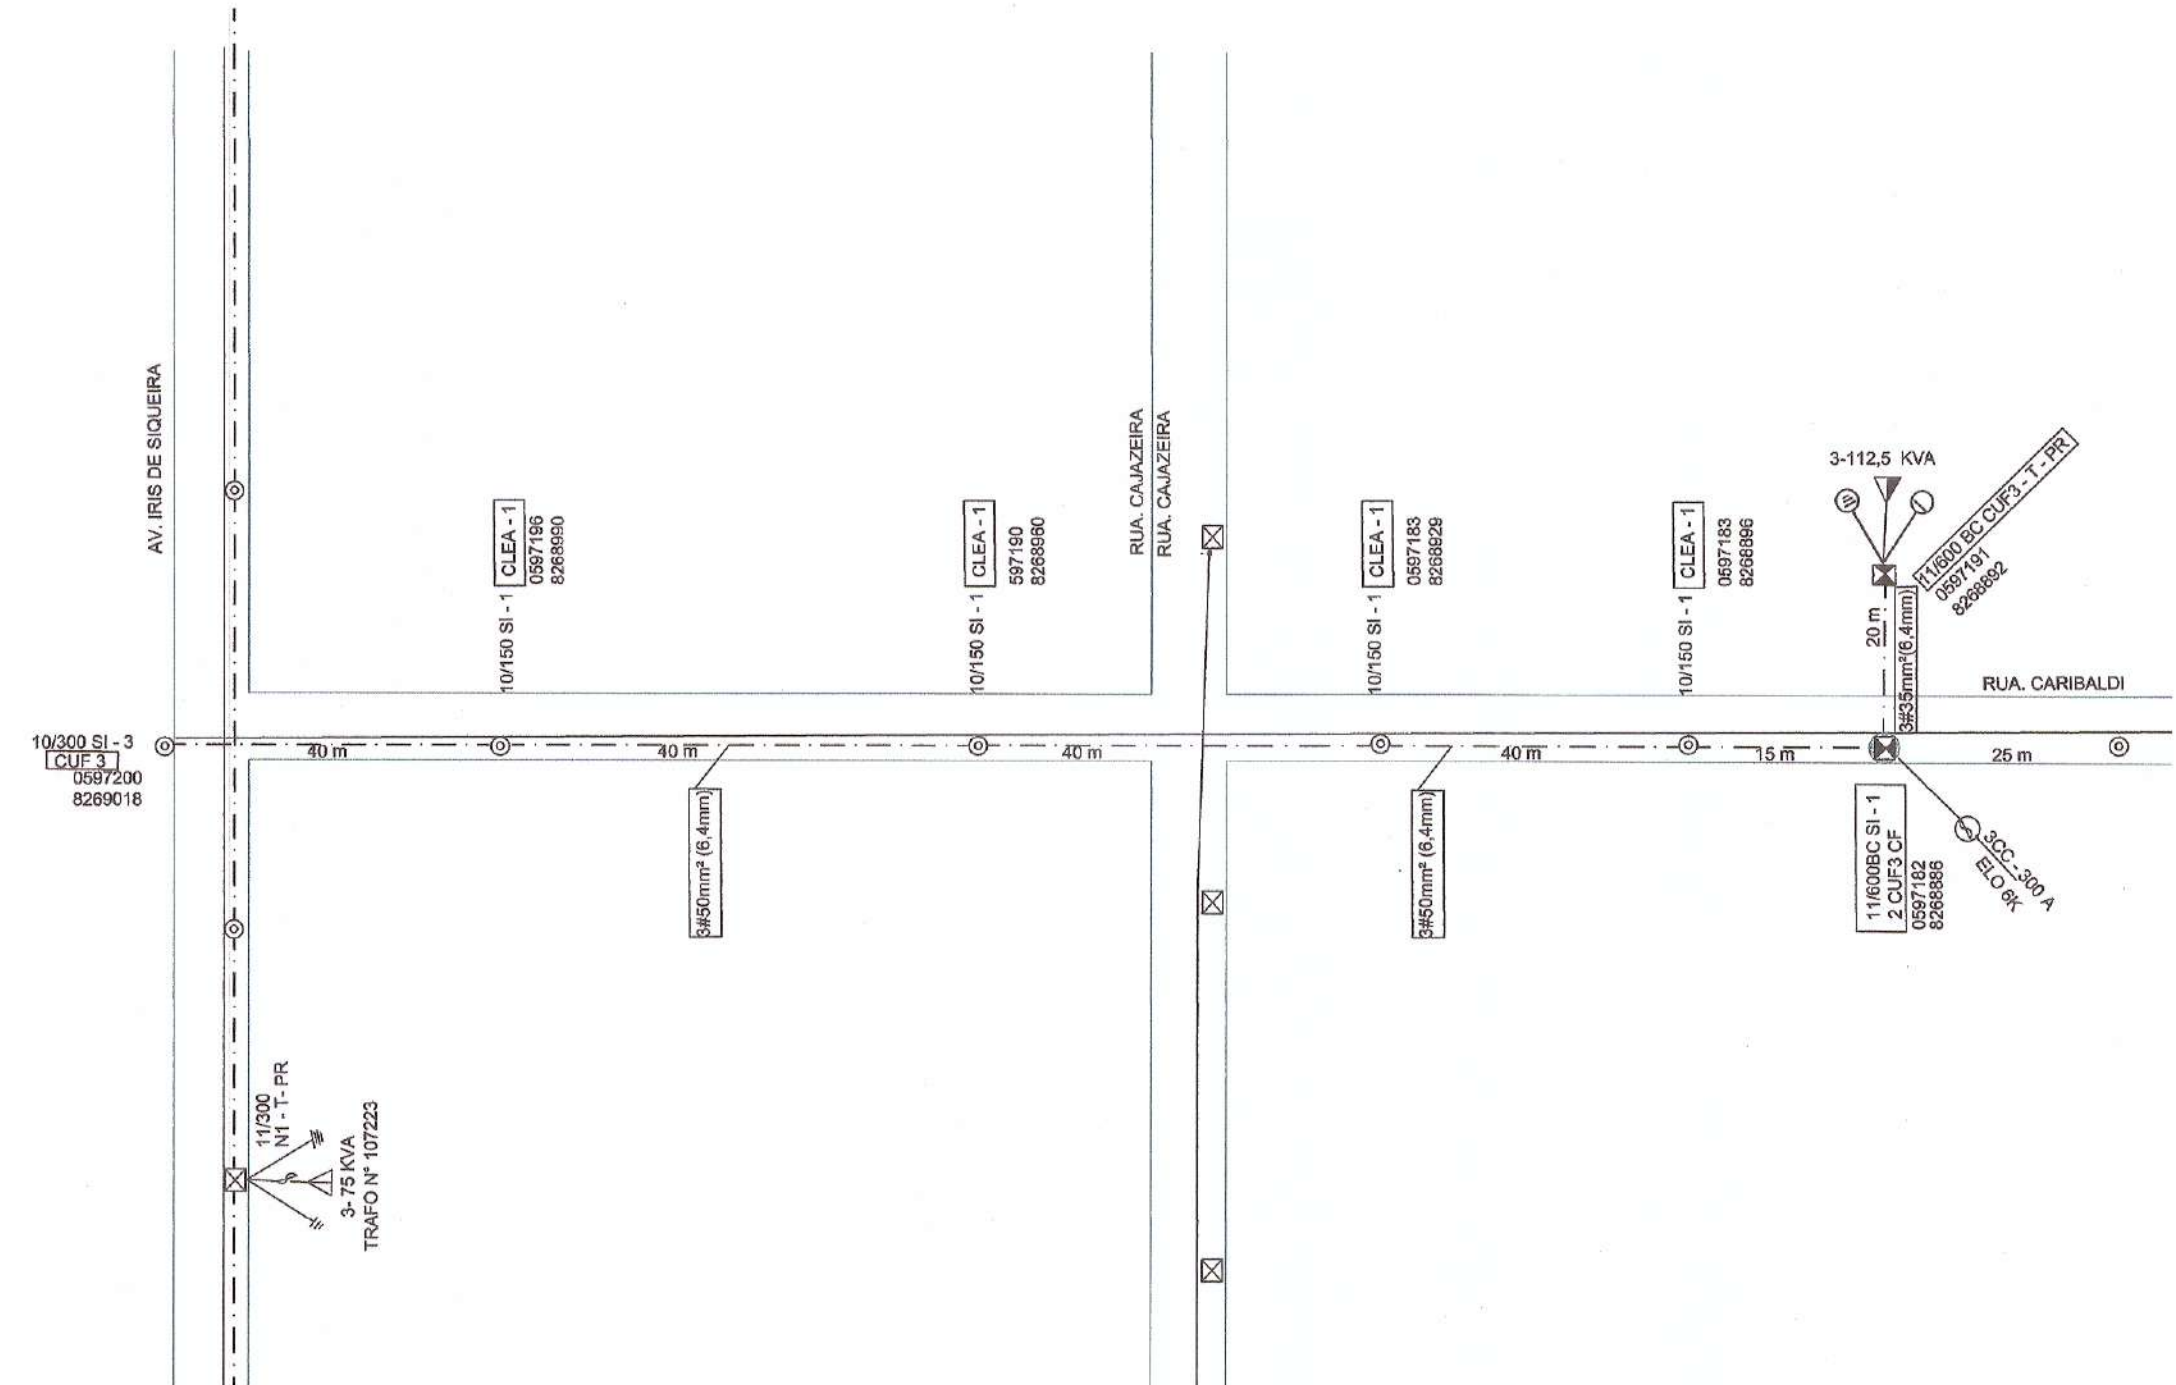 AV. IRIS DE SIQUEIRA
10/300 SI - 3
CUF 3
0597200
8269018
40 m
10/150 SI - 1 CLEA - 1
0597196
8268990
40 m
3#50mm² (6,4mm)
10/150 SI - 1 CLEA - 1
597190
8268960
40 m
RUA. CAJAZEIRA
RUA. CAJAZEIRA
10/150 SI - 1 CLEA - 1
0597183
8268929
3#50mm² (6,4mm)
40 m
10/150 SI - 1 CLEA - 1
0597183
8268896
15 m
3-112,5 KVA
11/600 BC CUF3 - T - PR
0597191
8268892
20 m
3#35mm²(6,4mm)
RUA. CARIBALDI
25 m
11/600BC SI - 1
2 CUF3 CF
0597182
8268886
3CC - 300 A
ELO 6K
11/300
N1 - T- PR
3- 75 KVA
TRAFO N° 107223